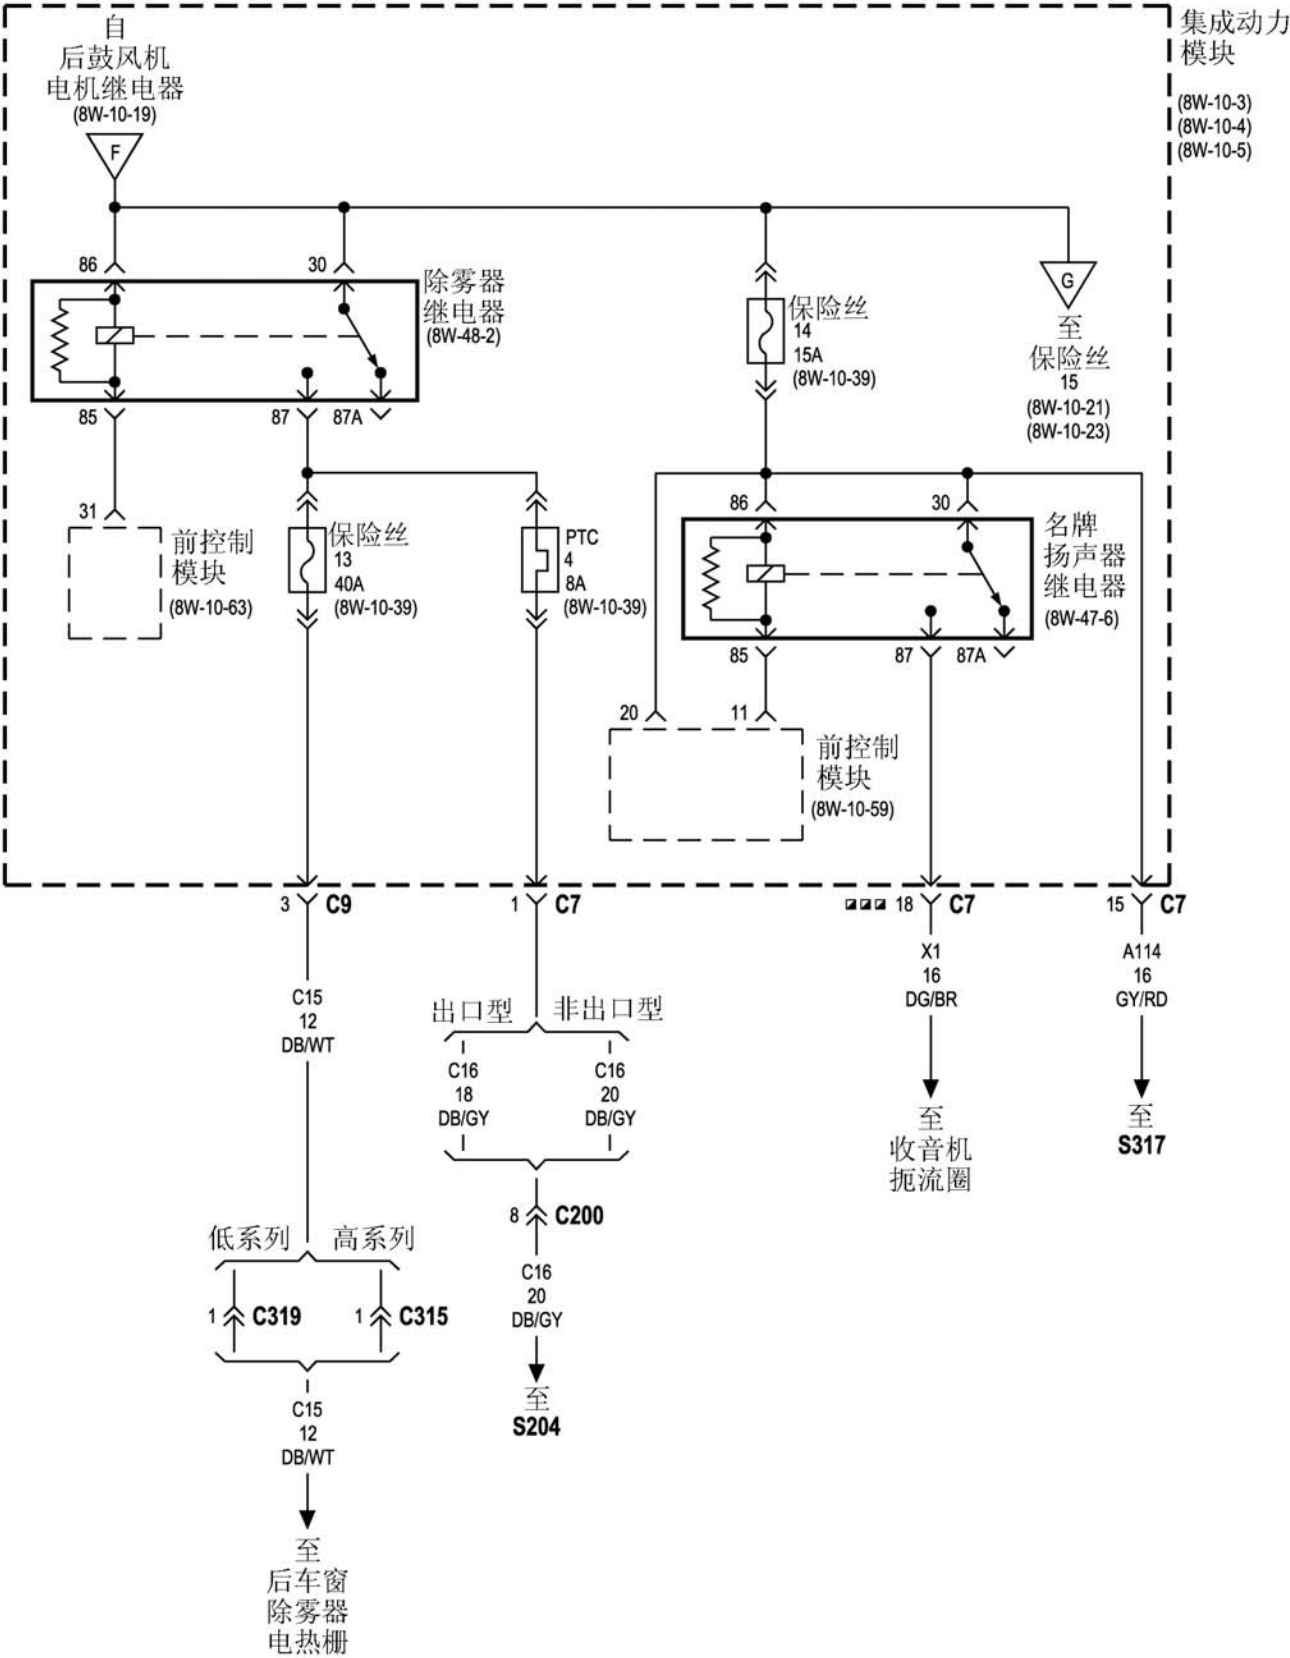 自
后鼓风机
电机继电器
(8W-10-19)
F
集成动力
模块
(8W-10-3)
(8W-10-4)
(8W-10-5)
86
30
除雾器
继电器
(8W-48-2)
85
87
87A
保险丝
14
15A
(8W-10-39)
G
至
保险丝
15
(8W-10-21)
(8W-10-23)
31
前控制
模块
(8W-10-63)
保险丝
13
40A
(8W-10-39)
PTC
4
8A
(8W-10-39)
86
30
名牌
扬声器
继电器
(8W-47-6)
85
87
87A
20
11
前控制
模块
(8W-10-59)
3 C9
1 C7
18 C7
15 C7
C15
12
DB/WT
出口型
非出口型
C16
18
DB/GY
C16
20
DB/GY
X1
16
DG/BR
至
收音机
扼流圈
A114
16
GY/RD
至
S317
8 C200
C16
20
DB/GY
至
S204
低系列
高系列
1 C319
1 C315
C15
12
DB/WT
至
后车窗
除雾器
电热栅